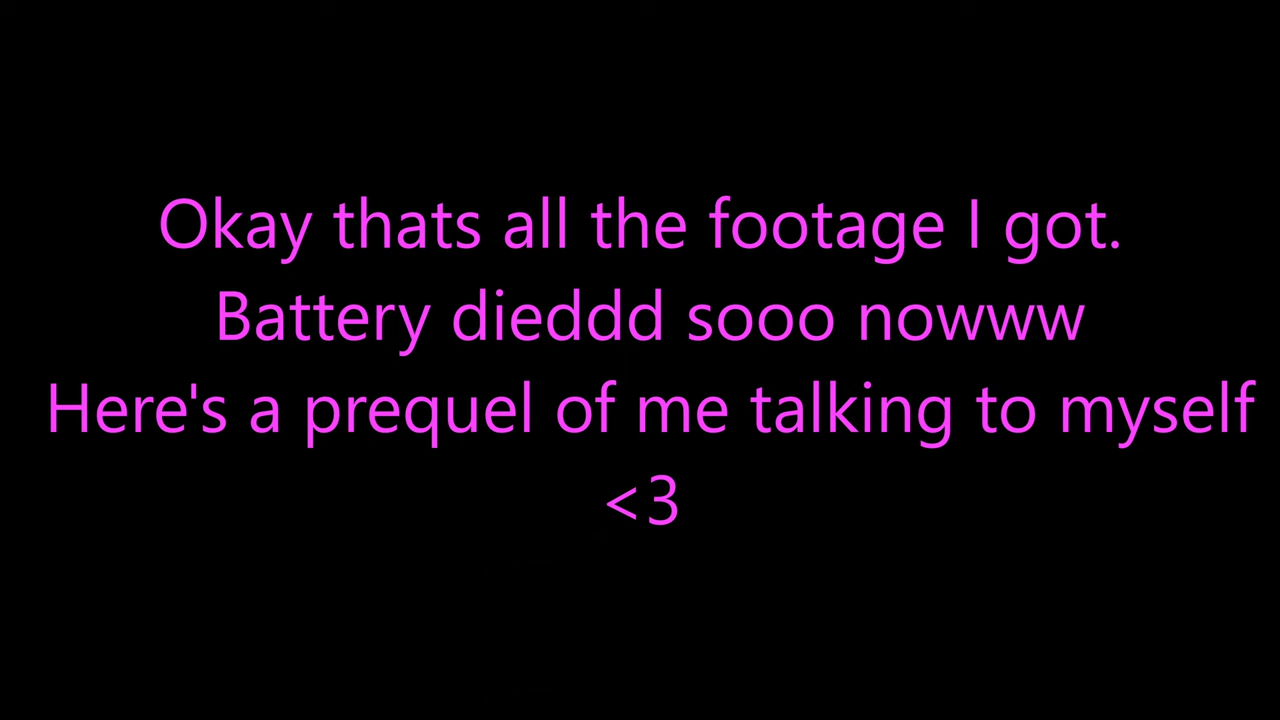 Okay thats all the footage I got.
Battery dieddd sooo nowww
Here's a prequel of me talking to myself
<3